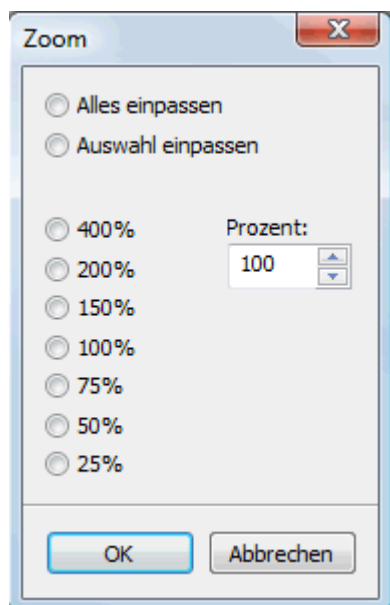 Zoom
Alles einpassen
Auswahl einpassen
400%
Prozent:
200%
100
150%
100%
75%
50%
25%
OK
Abbrechen